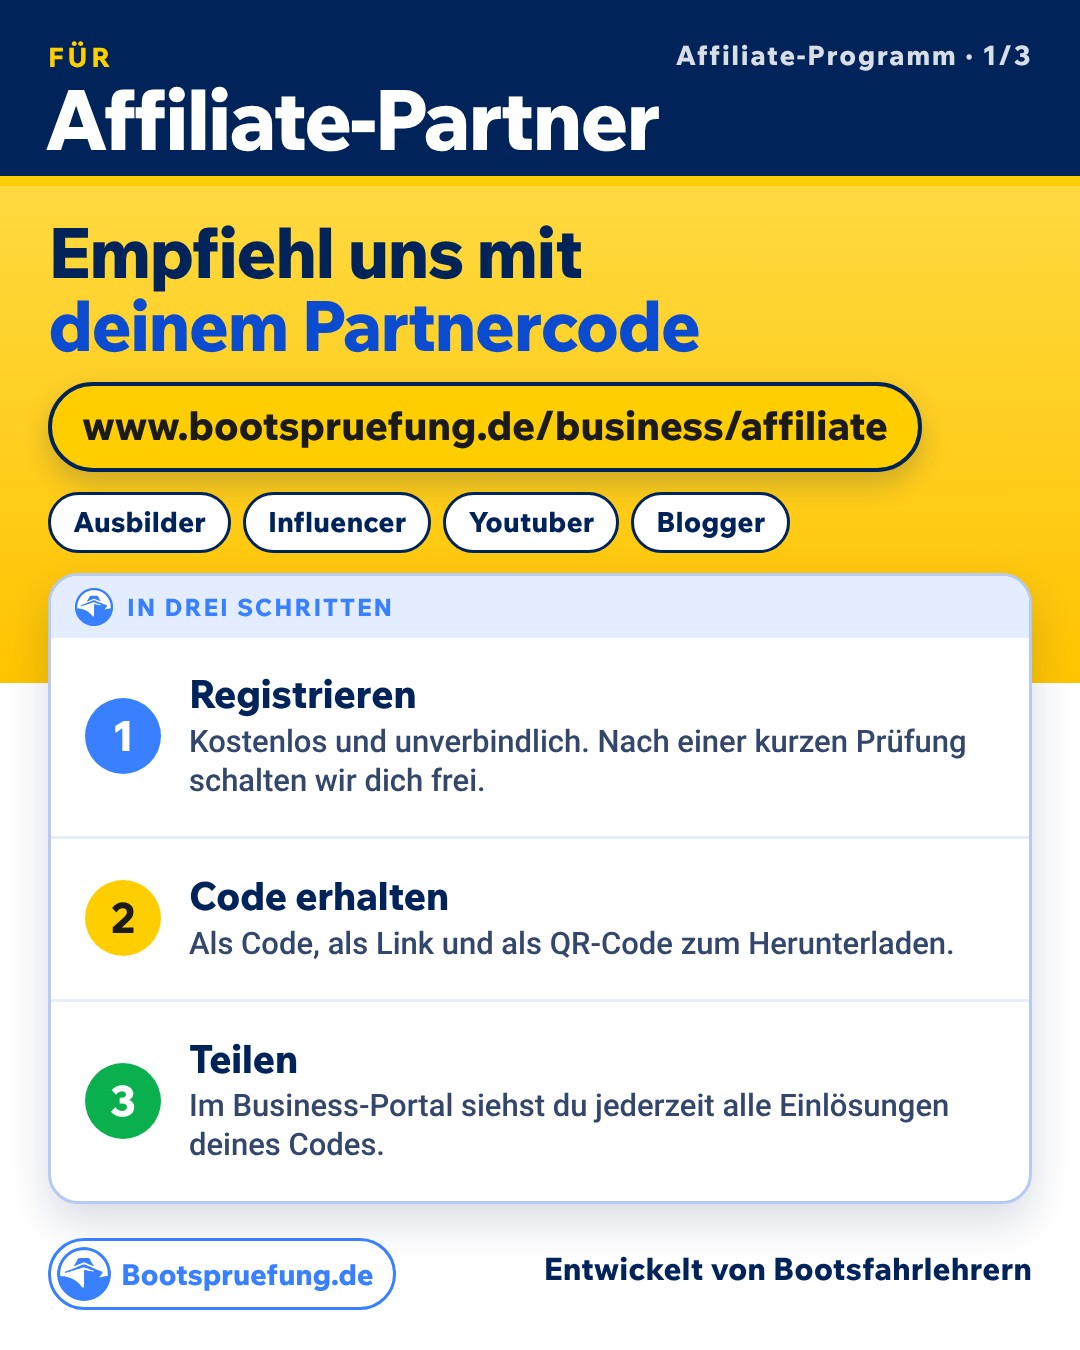 FÜR
Affiliate-Programm · 1/3
Affiliate-Partner
Empfiehl uns mit
deinem Partnercode
www.bootspruefung.de/business/affiliate
Ausbilder Influencer Youtuber Blogger
IN DREI SCHRITTEN
1
Registrieren
Kostenlos und unverbindlich. Nach einer kurzen Prüfung
schalten wir dich frei.
2
Code erhalten
Als Code, als Link und als QR-Code zum Herunterladen.
3
Teilen
Im Business-Portal siehst du jederzeit alle Einlösungen
deines Codes.
Bootspruefung.de
Entwickelt von Bootsfahrlehrern